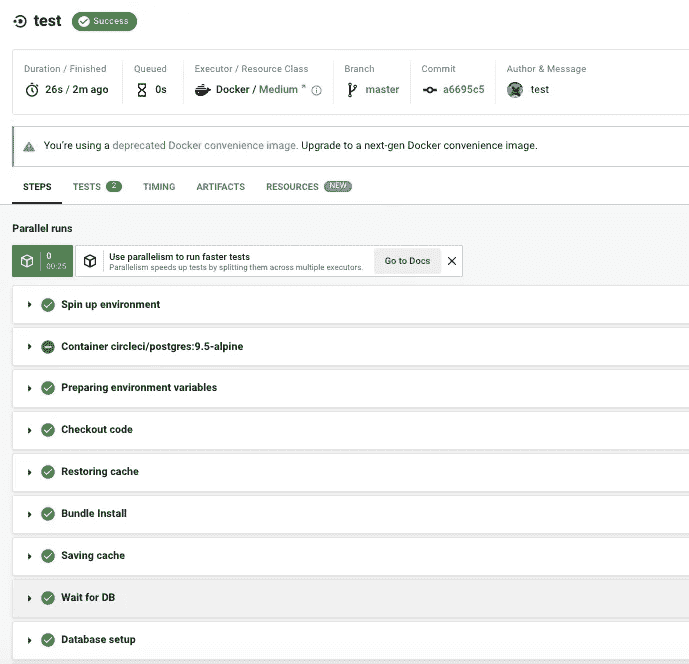 test Success
Duration / Finished Queued Executor / Resource Class Branch Commit Author & Message
26s / 2m ago 0s Docker / Medium master a6695c5 test
You're using a deprecated Docker convenience image. Upgrade to a next-gen Docker convenience image.
STEPS TESTS 2 TIMING ARTIFACTS RESOURCES NEW
Parallel runs
0
00:25
Use parallelism to run faster tests
Parallelism speeds up tests by splitting them across multiple executors.
Go to Docs
Spin up environment
Container circleci/postgres:9.5-alpine
Preparing environment variables
Checkout code
Restoring cache
Bundle Install
Saving cache
Wait for DB
Database setup